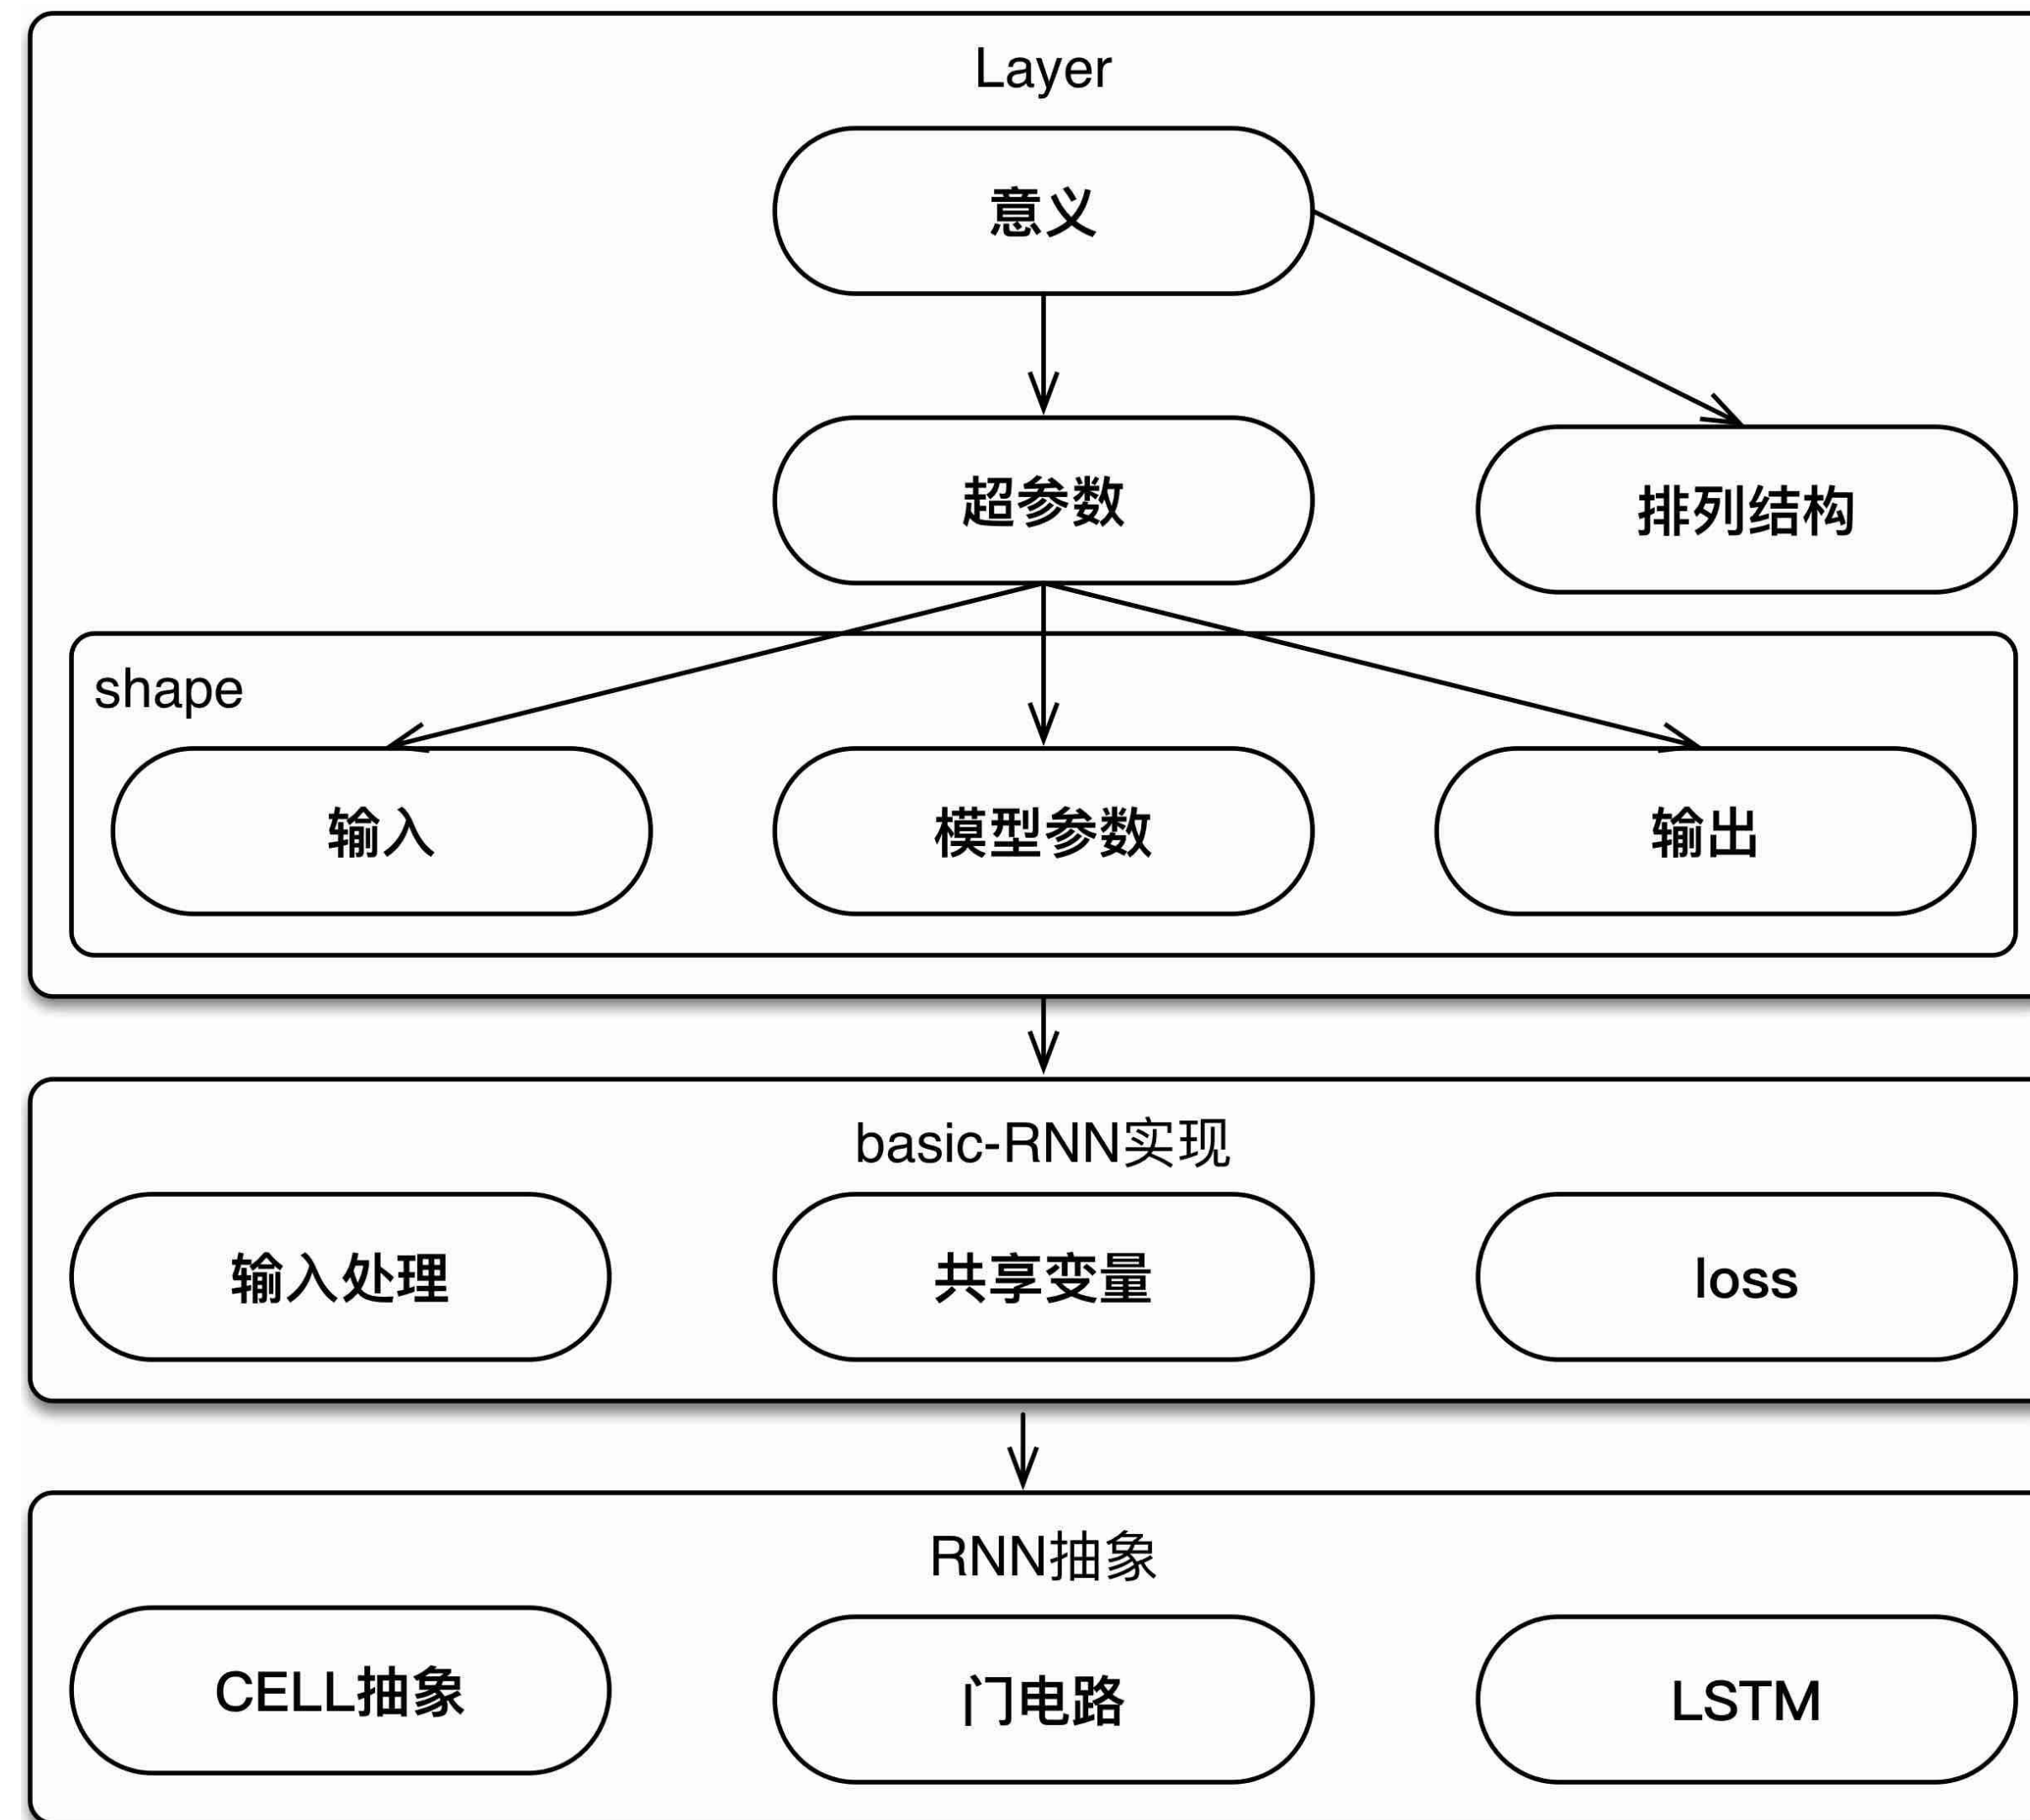 Layer
意义
超参数
排列结构
shape
输入
模型参数
输出
basic-RNN实现
输入处理
共享变量
loss
RNN抽象
CELL抽象
门电路
LSTM